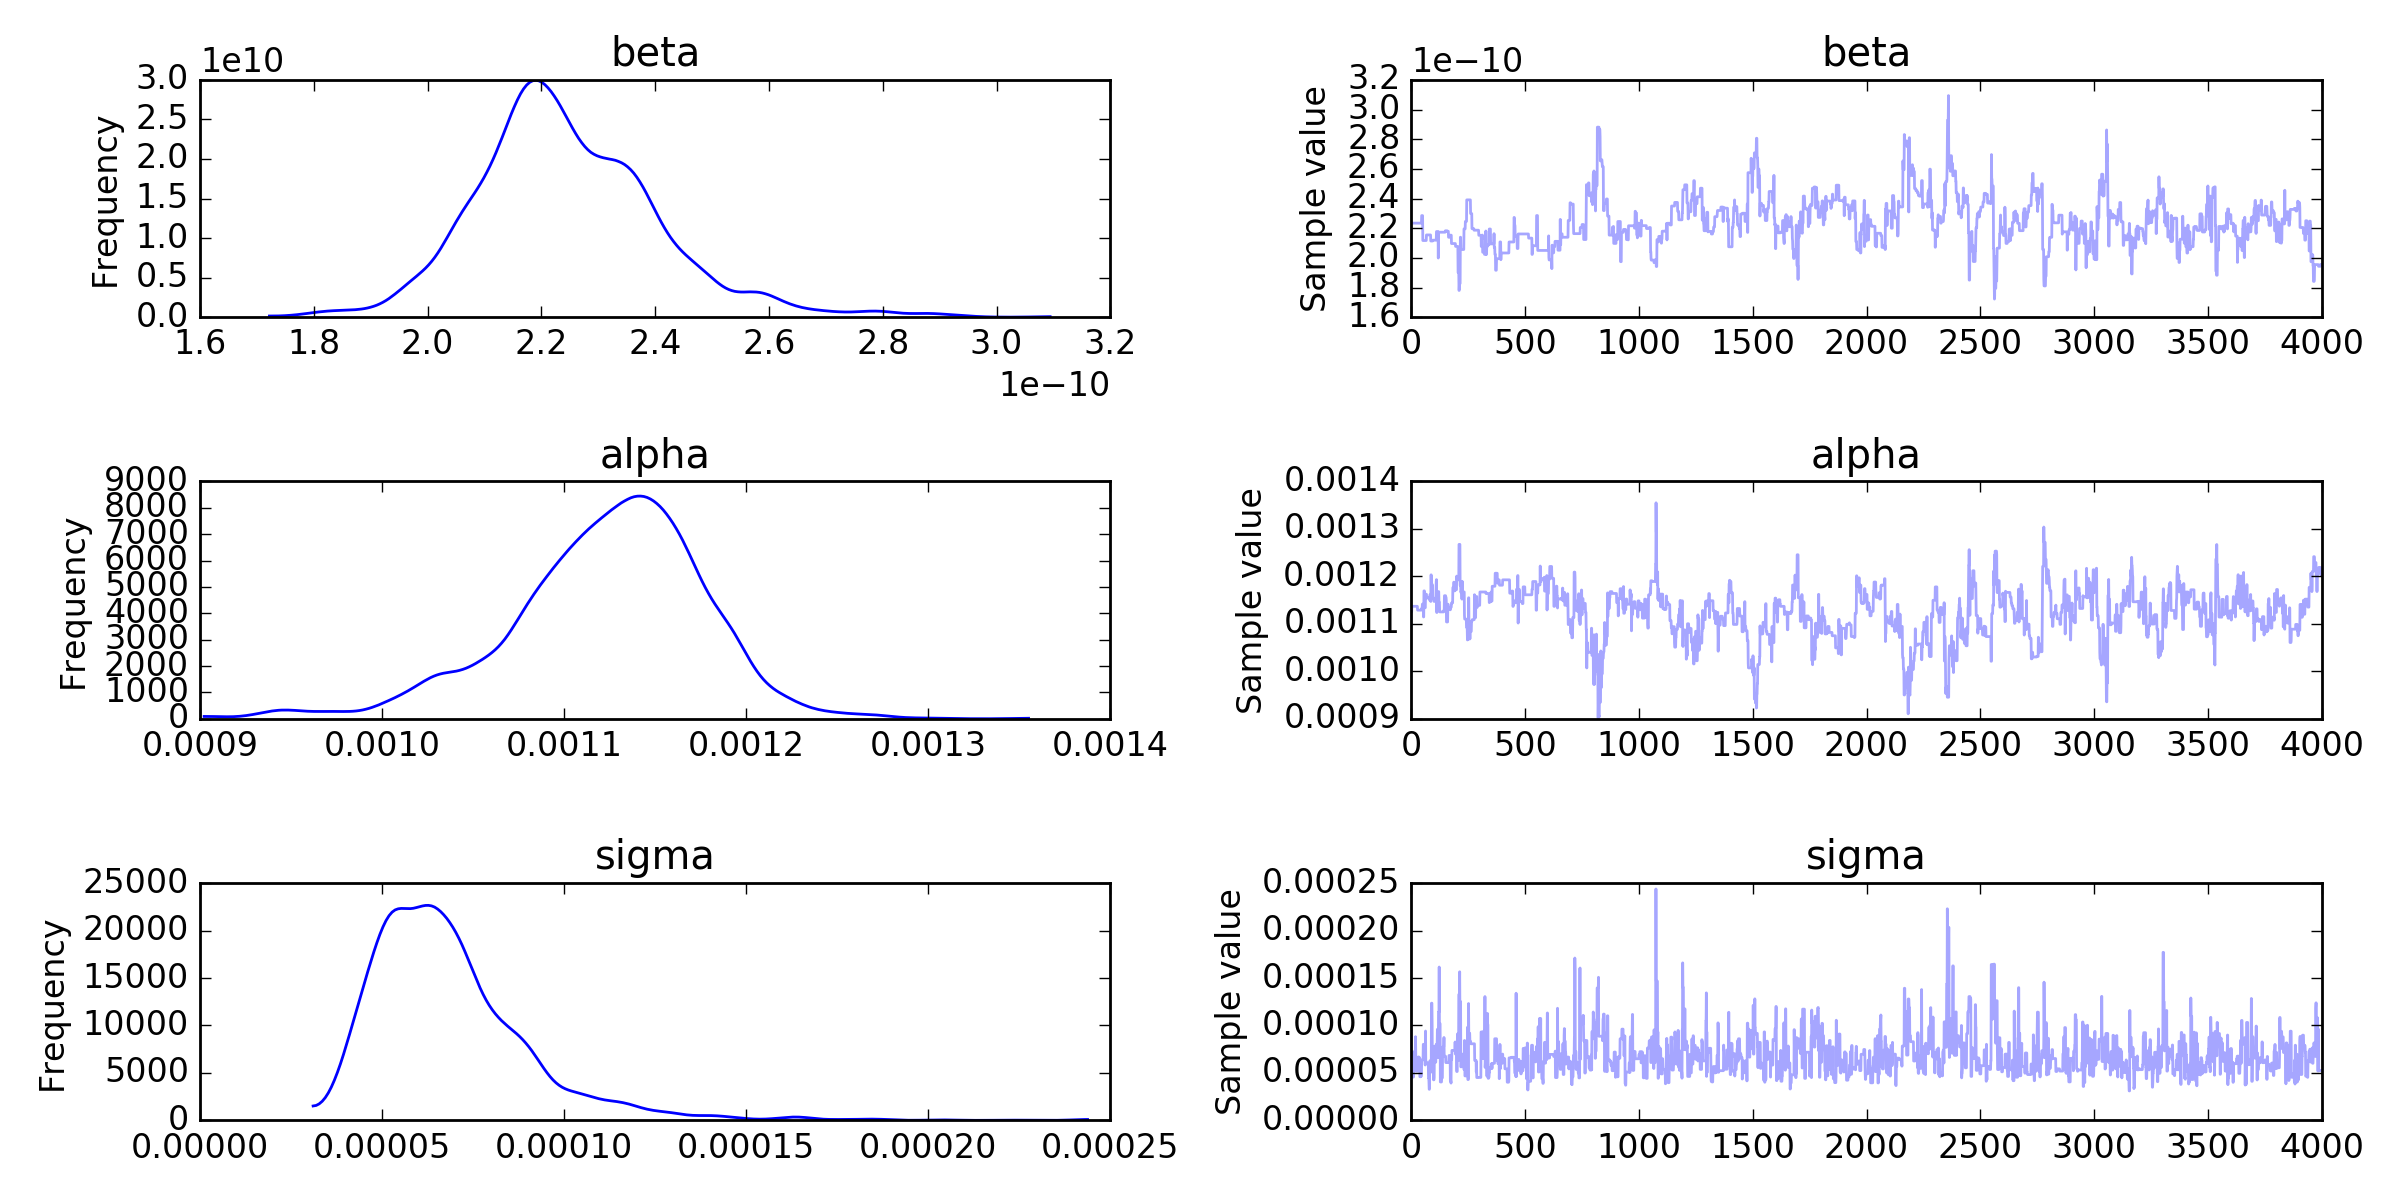 beta
1e10
Frequency
3.0
2.5
2.0
1.5
1.0
0.5
0.0
1.6 1.8 2.0 2.2 2.4 2.6 2.8 3.0 3.2
1e−10
beta
1e−10
Sample value
3.2
3.0
2.8
2.6
2.4
2.2
2.0
1.8
1.6
0 500 1000 1500 2000 2500 3000 3500 4000
alpha
Frequency
9000
8000
7000
6000
5000
4000
3000
2000
1000
0
0.0009 0.0010 0.0011 0.0012 0.0013 0.0014
alpha
Sample value
0.0014
0.0013
0.0012
0.0011
0.0010
0.0009
0 500 1000 1500 2000 2500 3000 3500 4000
sigma
Frequency
25000
20000
15000
10000
5000
0
0.00000 0.00005 0.00010 0.00015 0.00020 0.00025
sigma
Sample value
0.00025
0.00020
0.00015
0.00010
0.00005
0.00000
0 500 1000 1500 2000 2500 3000 3500 4000